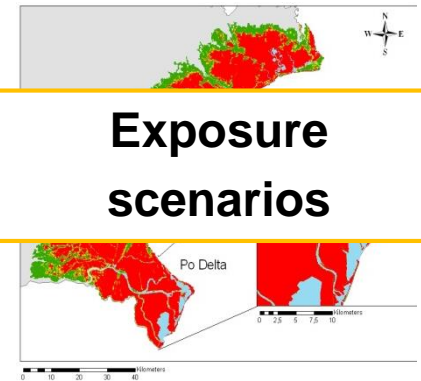 N
W E
S
Exposure
scenarios
Po Delta
Kilometers
0 2,5 5 7,5 10
Kilometers
0 10 20 30 40